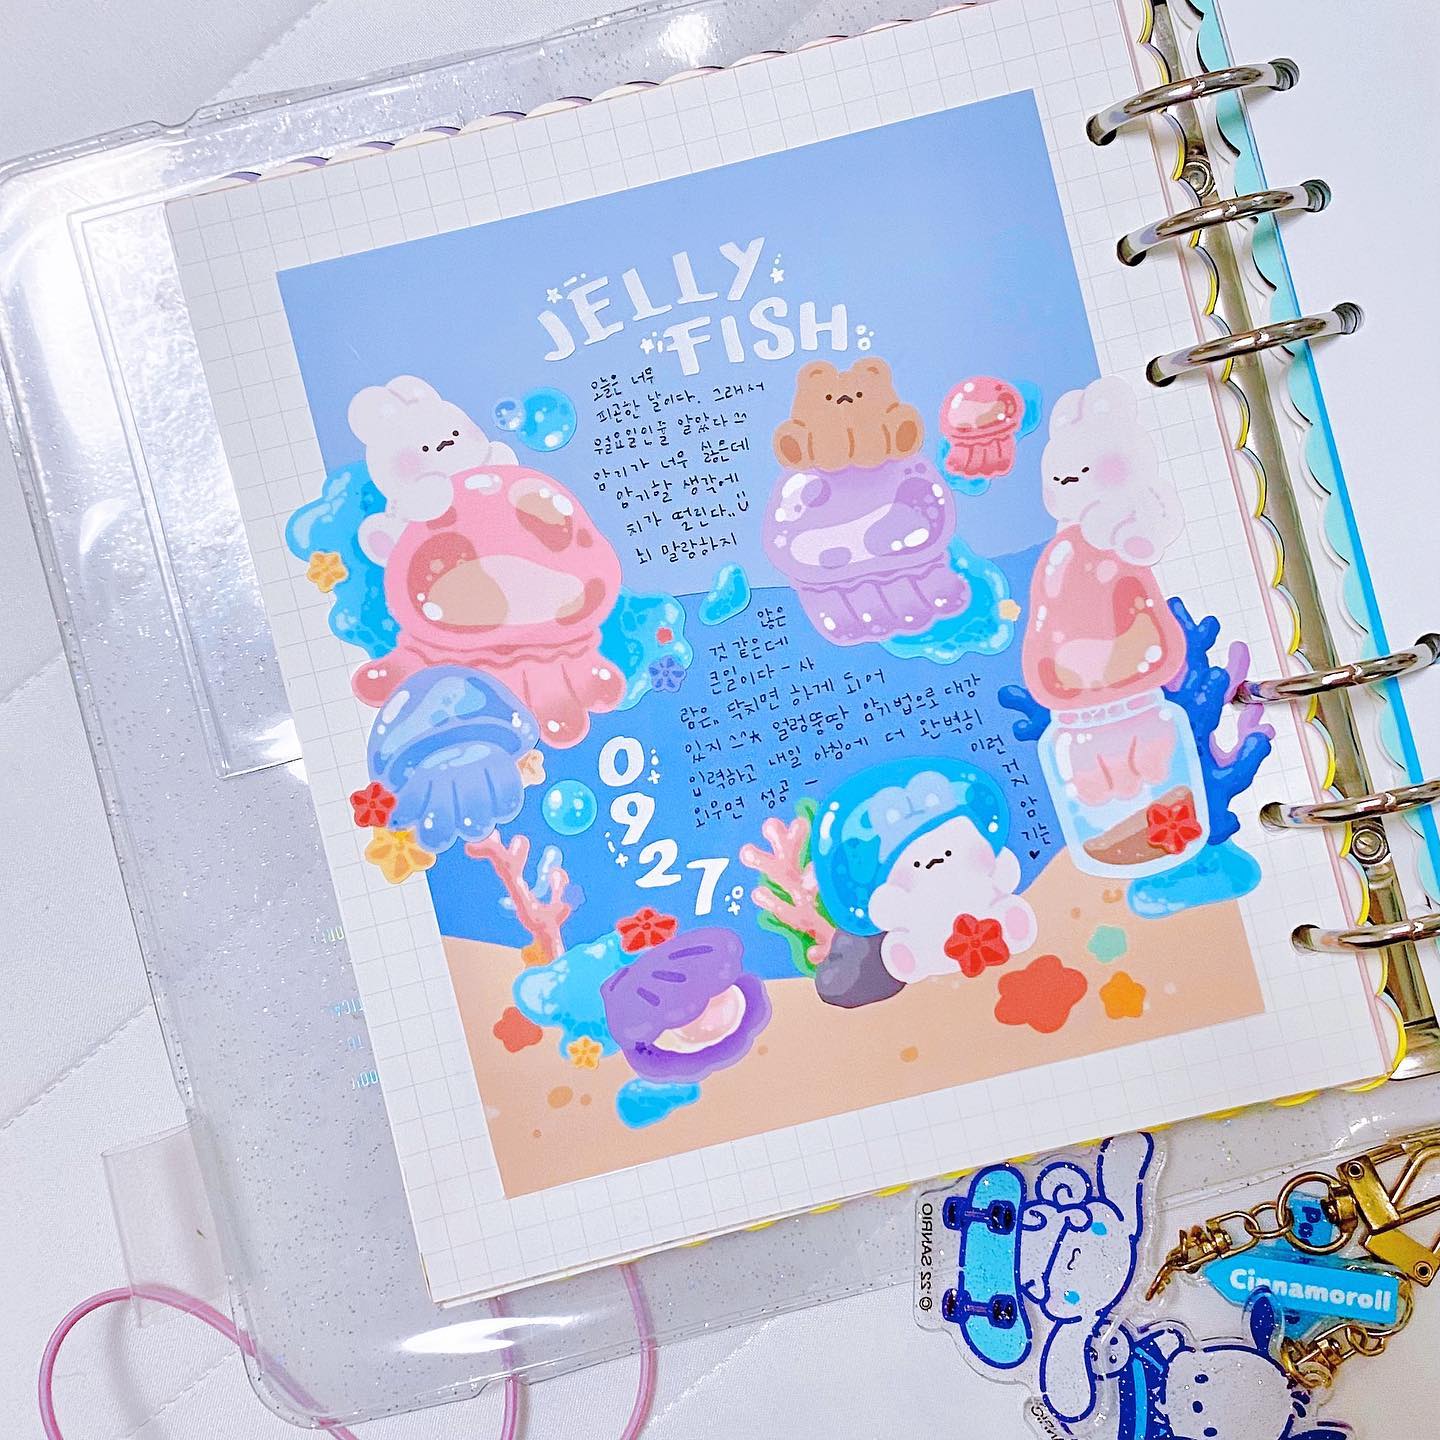 JELLY
FISH
오늘은 너무
피곤한 날이다. 그래서
월요일인줄 알았다
암기가 너무 싫은데
암기할 생각에
치가 떨린다..
뇌 말랑하지
않은
것 같은데
큰일이다 - 사
람은.. 닥치면 하게 되어
있지 ^^* 얼렁뚱땅 암기법으로 대강
입력하고 내일 아침에 더 완벽히
외우면 성공 -
이런
거지
암
기는
♥
0
9
2
7
© '22 SANRIO
Cinnamoroll